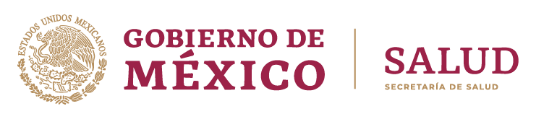 ESTADOS UNIDOS MEXICANOS
GOBIERNO DE
MÉXICO
SALUD
SECRETARÍA DE SALUD